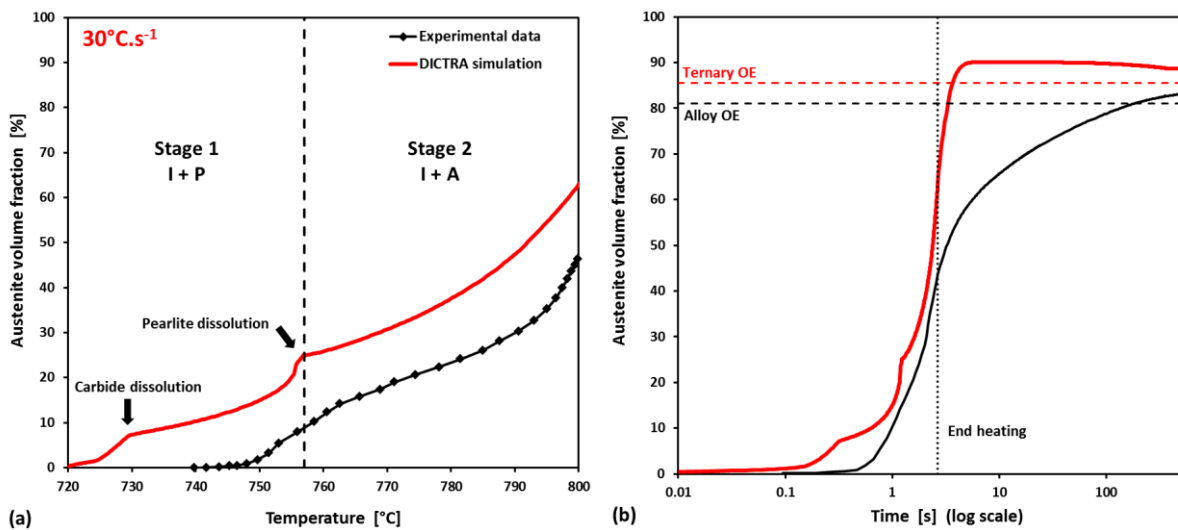 30°C.s⁻¹
Experimental data
DICTRA simulation
Stage 1
I + P
Stage 2
I + A
Pearlite dissolution
Carbide dissolution
100
90
80
70
60
50
40
30
20
10
0
Austenite volume fraction [%]
720 730 740 750 760 770 780 790 800
Temperature [°C]
(a)
Ternary OE
Alloy OE
End heating
100
90
80
70
60
50
40
30
20
10
0
Austenite volume fraction [%]
0.01 0.1 1 10 100
Time [s] (log scale)
(b)